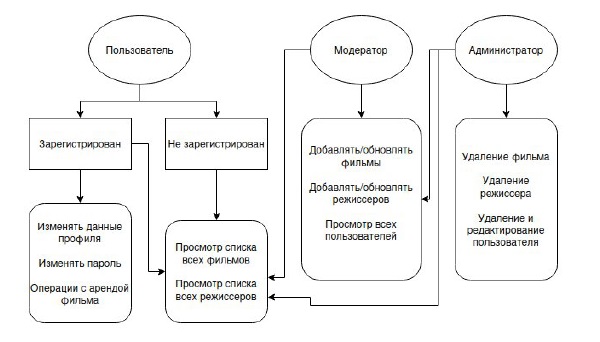 Пользователь
Модератор
Администратор
Зарегистрирован
Не зарегистрирован
Добавлять/обновлять
фильмы
Добавлять/обновлять
режиссеров
Просмотр всех
пользователей
Удаление фильма
Удаление
режиссера
Удаление и
редактирование
пользователя
Изменять данные
профиля
Изменять пароль
Операции с арендой
фильма
Просмотр списка
всех фильмов
Просмотр списка
всех режиссеров